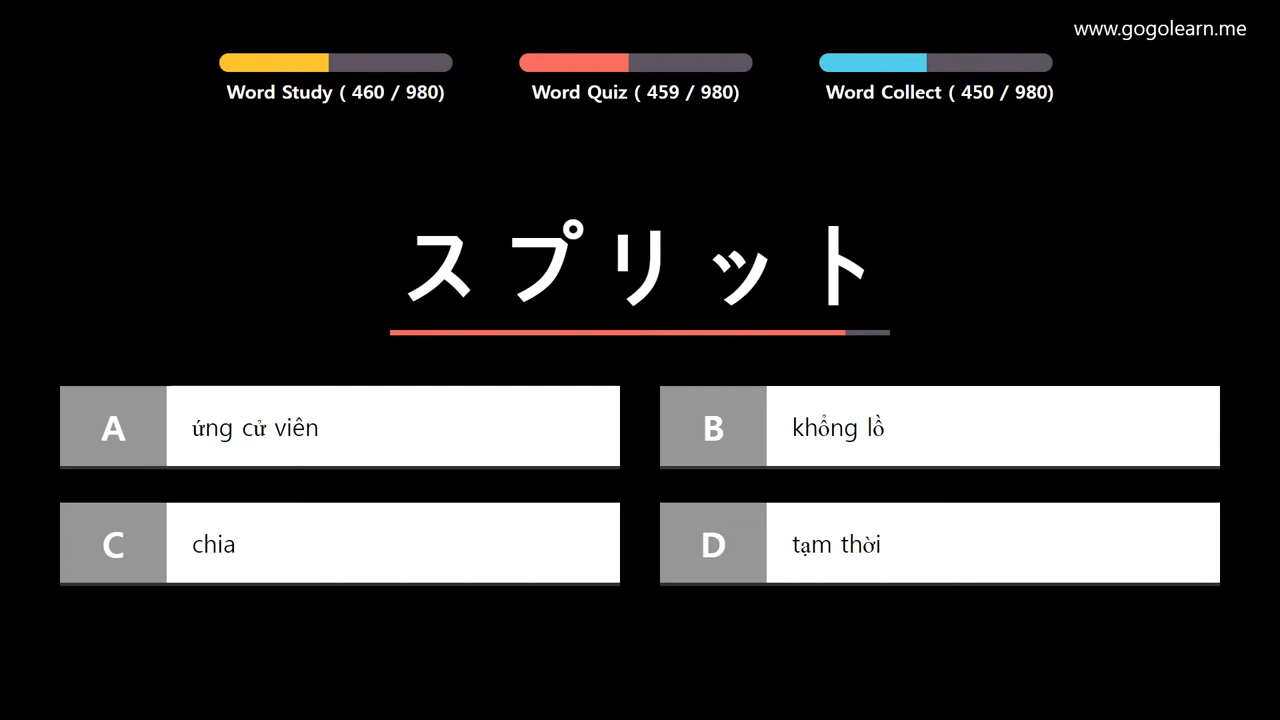 www.gogolearn.me
Word Study ( 460 / 980)
Word Quiz ( 459 / 980)
Word Collect ( 450 / 980)
スプリット
A ứng cử viên
B khổng lồ
C chia
D tạm thời